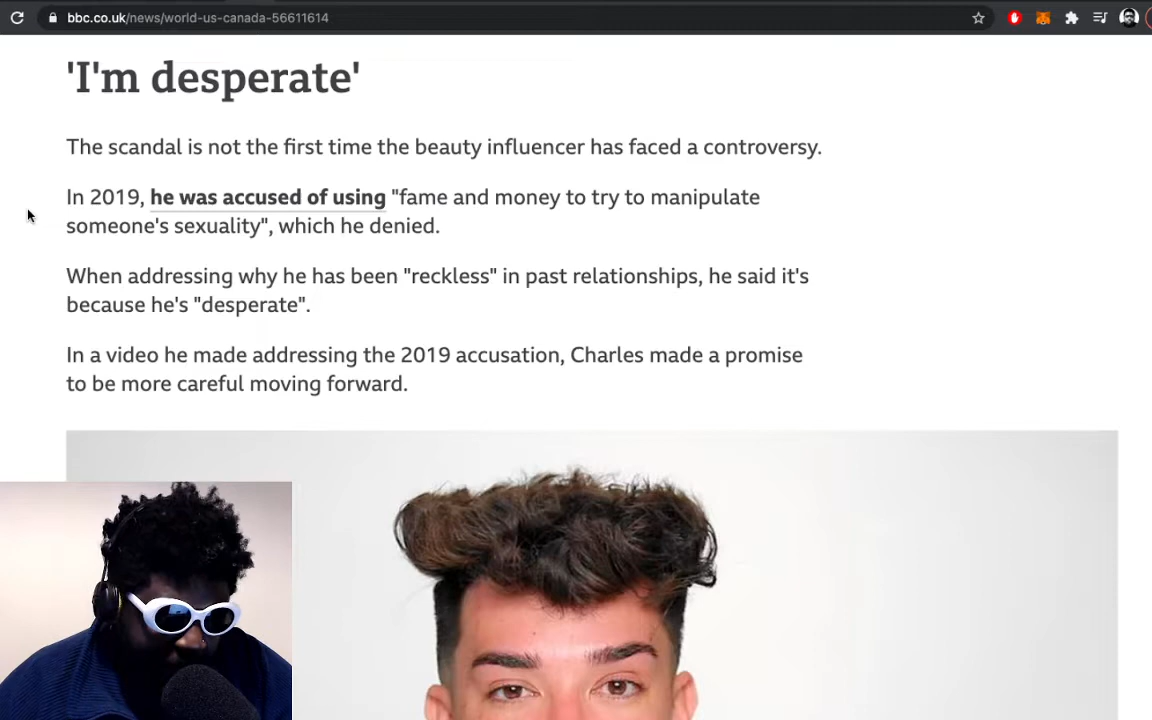 bbc.co.uk/news/world-us-canada-56611614
'I'm desperate'
The scandal is not the first time the beauty influencer has faced a controversy.
In 2019, he was accused of using "fame and money to try to manipulate
someone's sexuality", which he denied.
When addressing why he has been "reckless" in past relationships, he said it's
because he's "desperate".
In a video he made addressing the 2019 accusation, Charles made a promise
to be more careful moving forward.